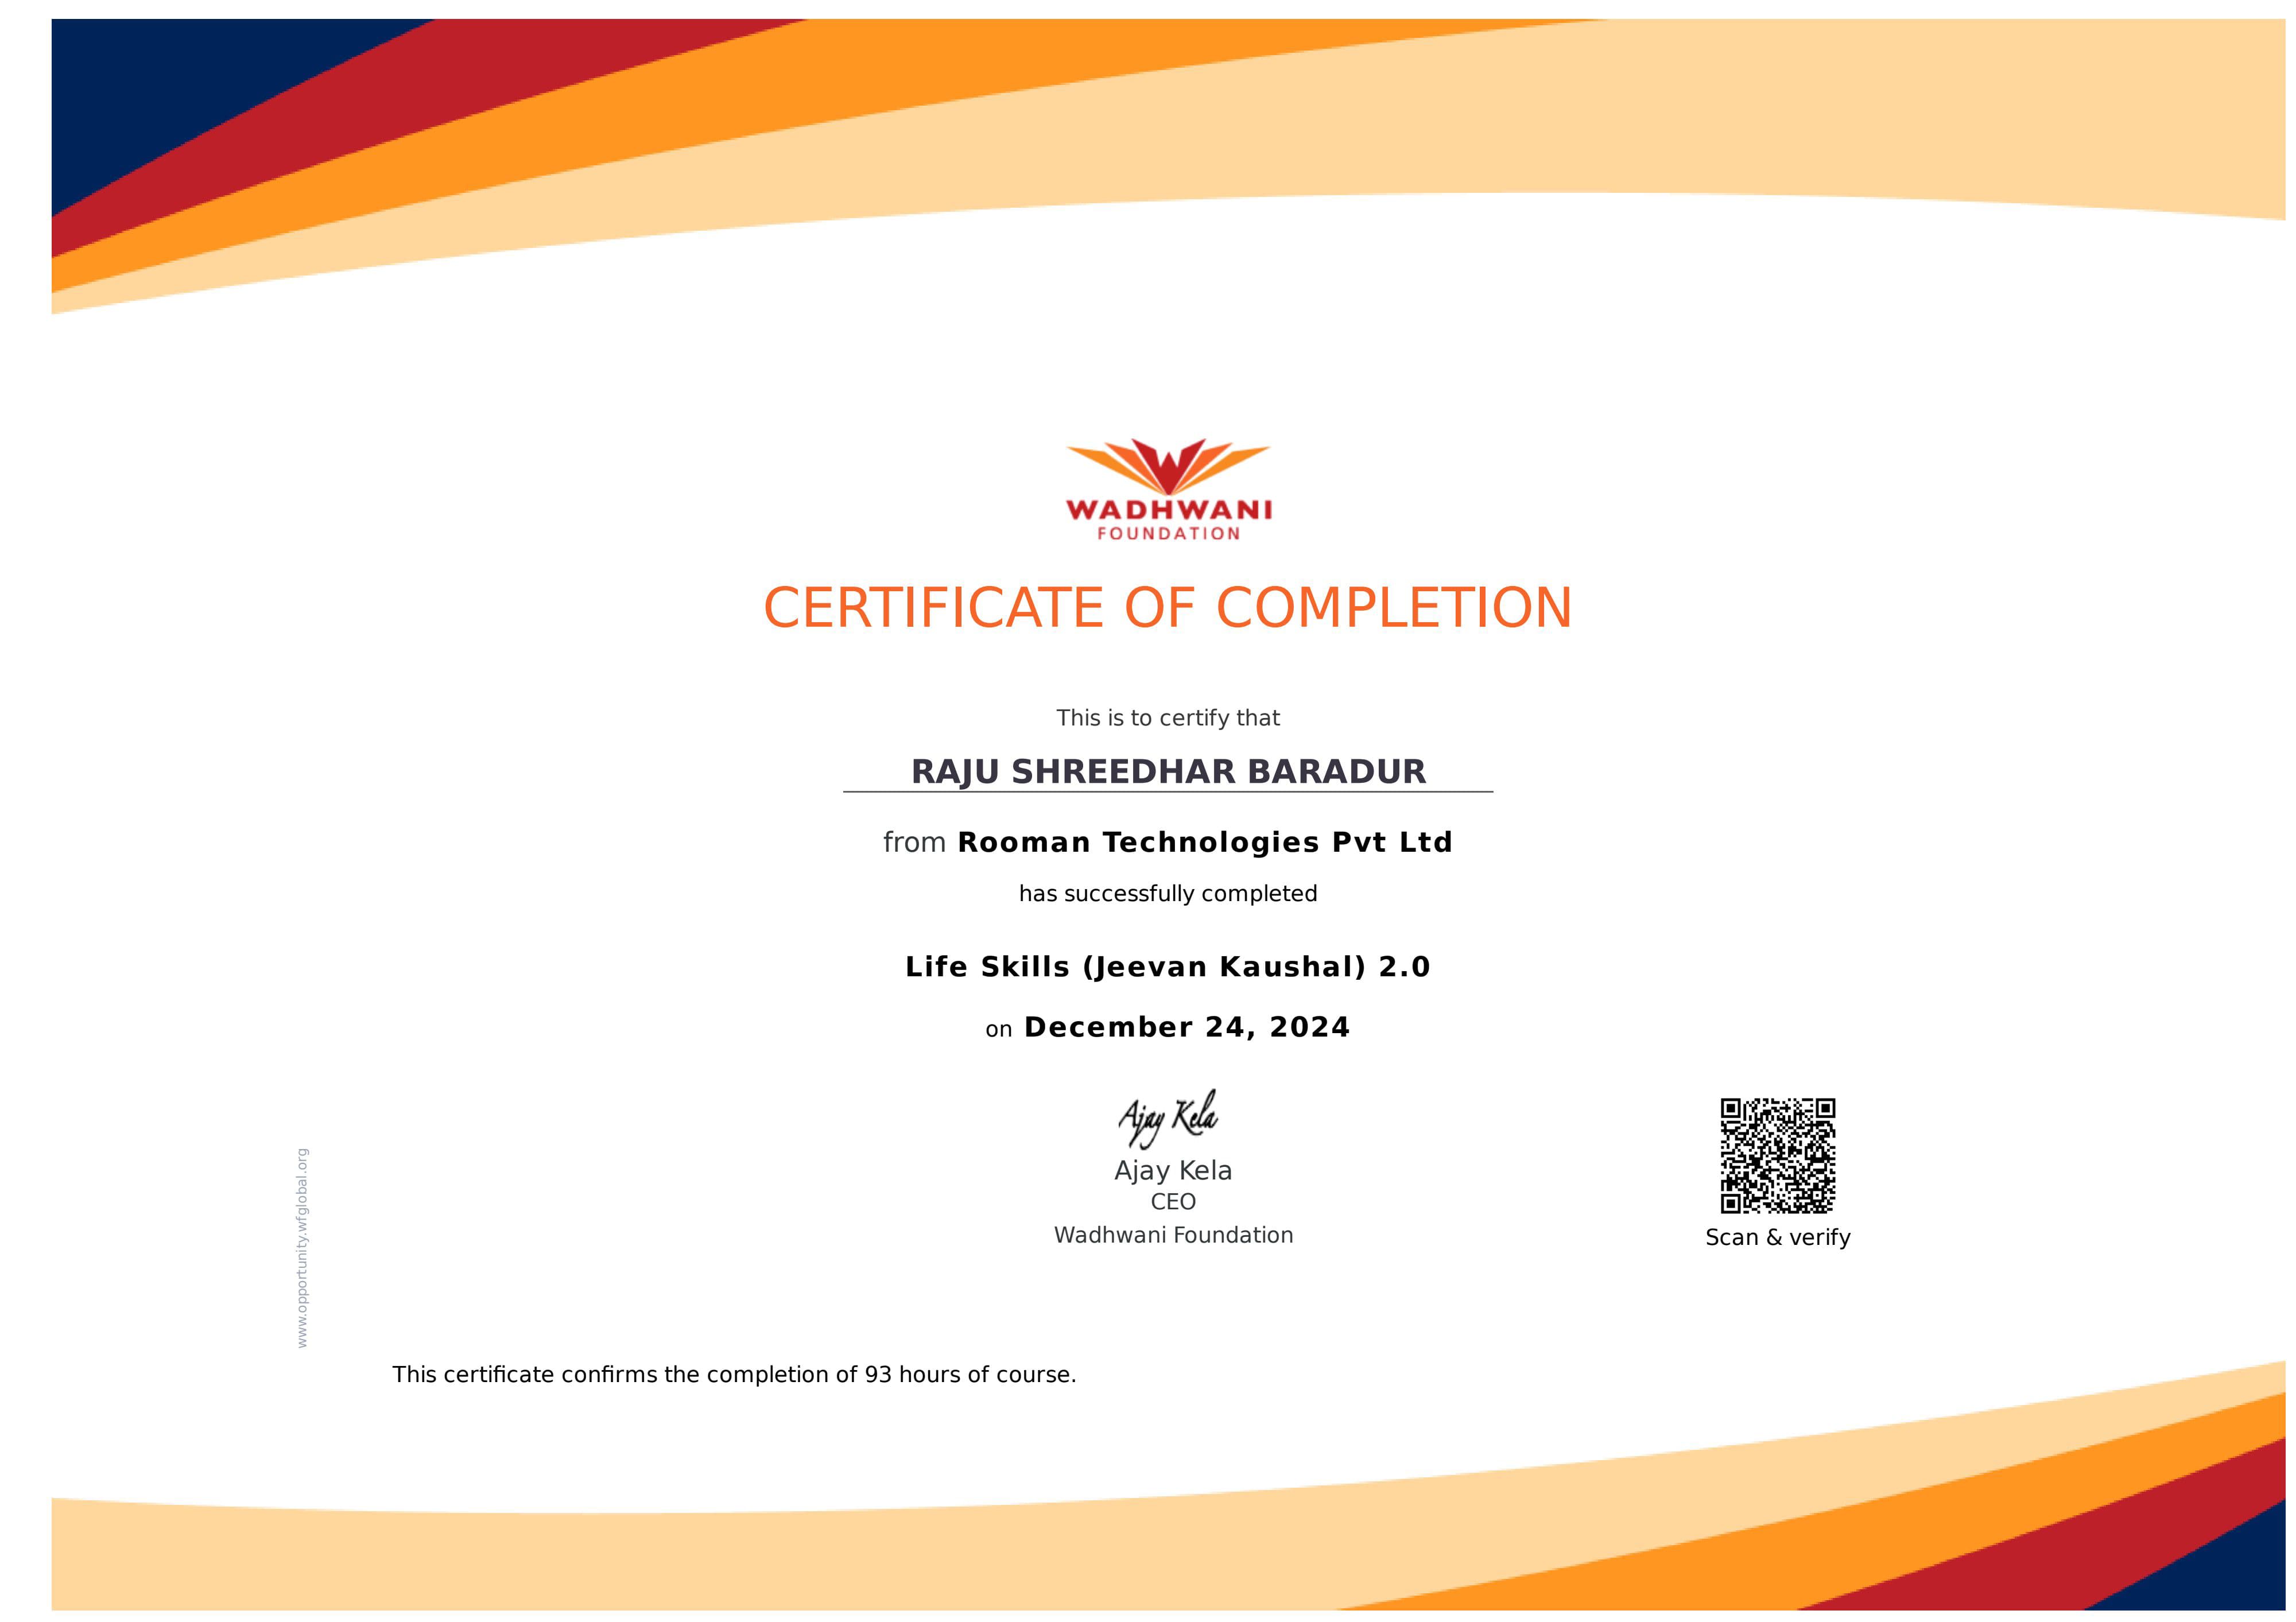 WADHWANI
FOUNDATION
CERTIFICATE OF COMPLETION
This is to certify that
RAJU SHREEDHAR BARADUR
from Rooman Technologies Pvt Ltd
has successfully completed
Life Skills (Jeevan Kaushal) 2.0
on December 24, 2024
Ajay Kela
Ajay Kela
CEO
Wadhwani Foundation
Scan & verify
www.opportunity.wfglobal.org
This certificate confirms the completion of 93 hours of course.